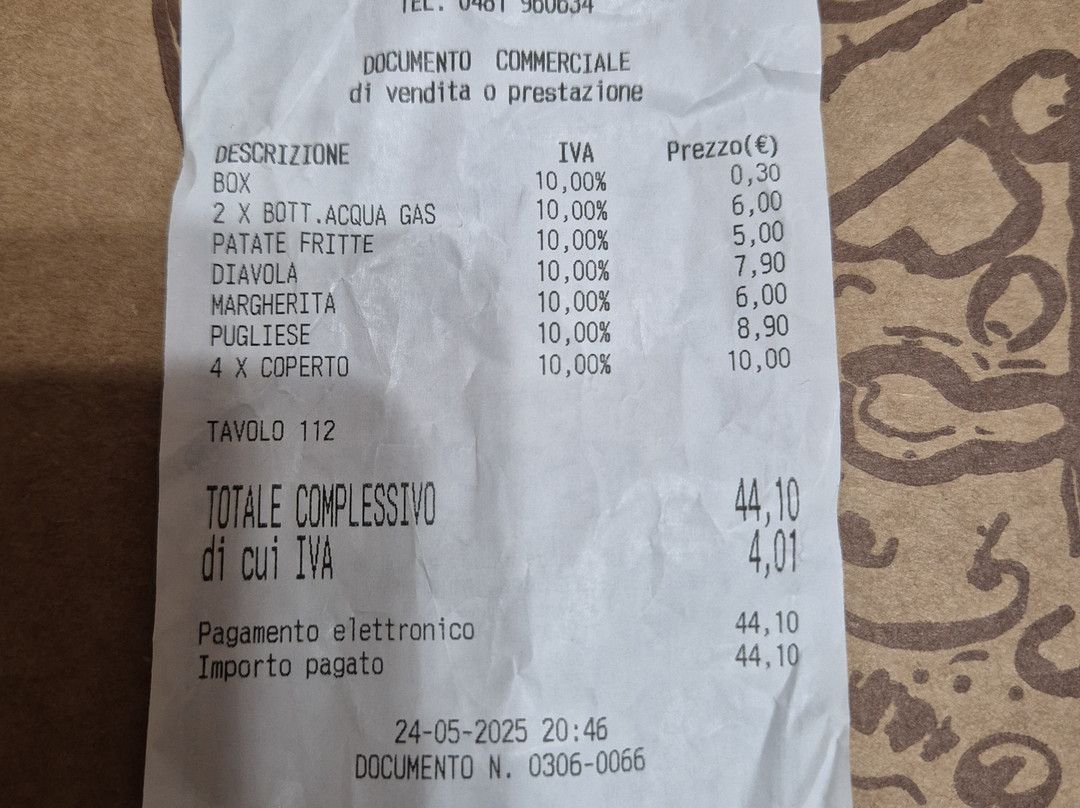 TEL. 0481 960634
DOCUMENTO COMMERCIALE
di vendita o prestazione
DESCRIZIONE IVA Prezzo(€)
BOX 10,00% 0,30
2 X BOTT.ACQUA GAS 10,00% 6,00
PATATE FRITTE 10,00% 5,00
DIAVOLA 10,00% 7,90
MARGHERITA 10,00% 6,00
PUGLIESE 10,00% 8,90
4 X COPERTO 10,00% 10,00
TAVOLO 112
TOTALE COMPLESSIVO 44,10
di cui IVA 4,01
Pagamento elettronico 44,10
Importo pagato 44,10
24-05-2025 20:46
DOCUMENTO N. 0306-0066